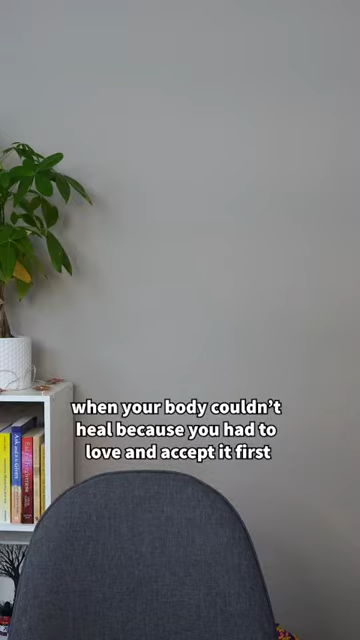 when your body couldn't
heal because you had to
love and accept it first